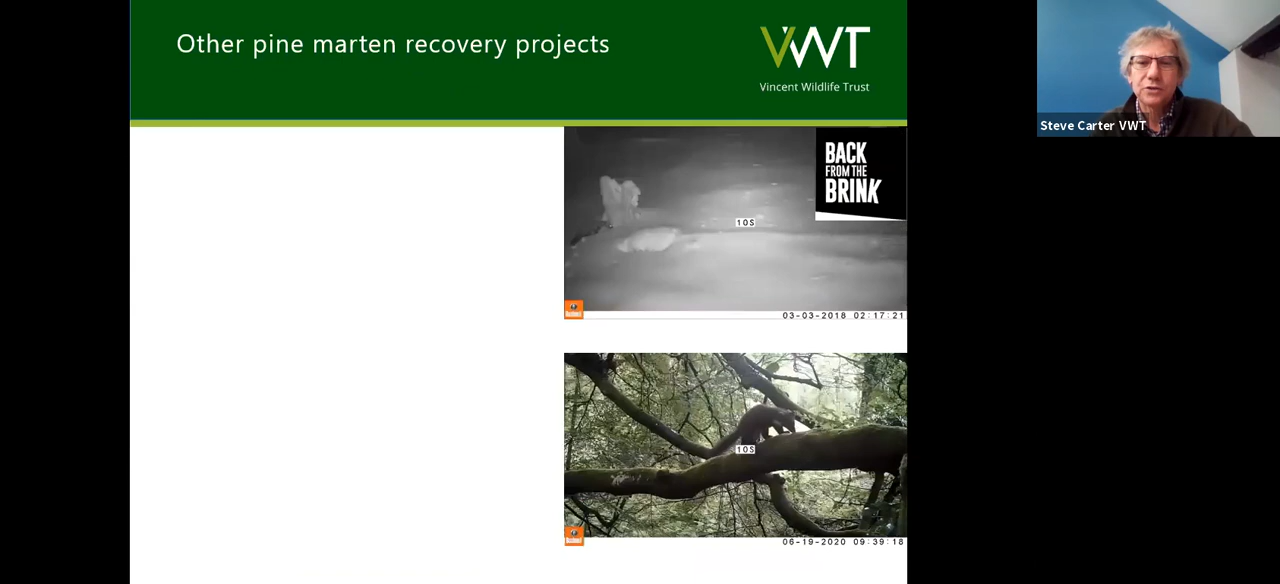 Other pine marten recovery projects
VWT
Vincent Wildlife Trust
Steve Carter VWT
BACK
FROM THE
BRINK
10S
03-03-2018 02:17:21
10S
06-19-2020 09:39:18